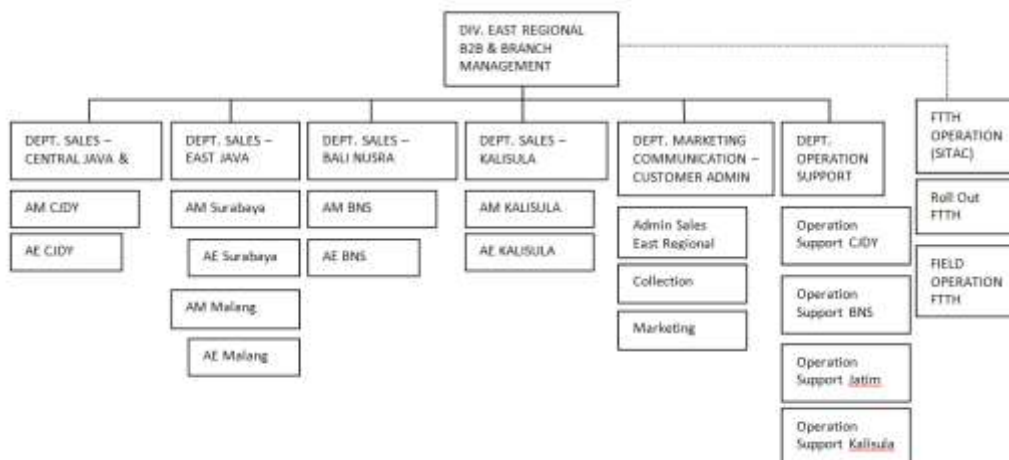 DIV. EAST REGIONAL
B2B & BRANCH
MANAGEMENT
DEPT. SALES –
CENTRAL JAVA &
AM CJDY
AE CJDY
DEPT. SALES –
EAST JAVA
AM Surabaya
AE Surabaya
AM Malang
AE Malang
DEPT. SALES –
BALI NUSRA
AM BNS
AE BNS
DEPT. SALES –
KALISULA
AM KALISULA
AE KALISULA
DEPT. MARKETING
COMMUNICATION –
CUSTOMER ADMIN
Admin Sales
East Regional
Collection
Marketing
DEPT.
OPERATION
SUPPORT
Operation
Support CJDY
Operation
Support BNS
Operation
Support Jatim
Operation
Support Kalisula
FTTH
OPERATION
(SITAC)
Roll Out
FTTH
FIELD
OPERATION
FTTH